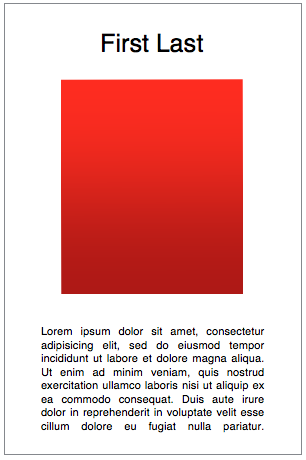 First Last
Lorem ipsum dolor sit amet, consectetur
adipisicing elit, sed do eiusmod tempor
incididunt ut labore et dolore magna aliqua.
Ut enim ad minim veniam, quis nostrud
exercitation ullamco laboris nisi ut aliquip ex
ea commodo consequat. Duis aute irure
dolor in reprehenderit in voluptate velit esse
cillum dolore eu fugiat nulla pariatur.